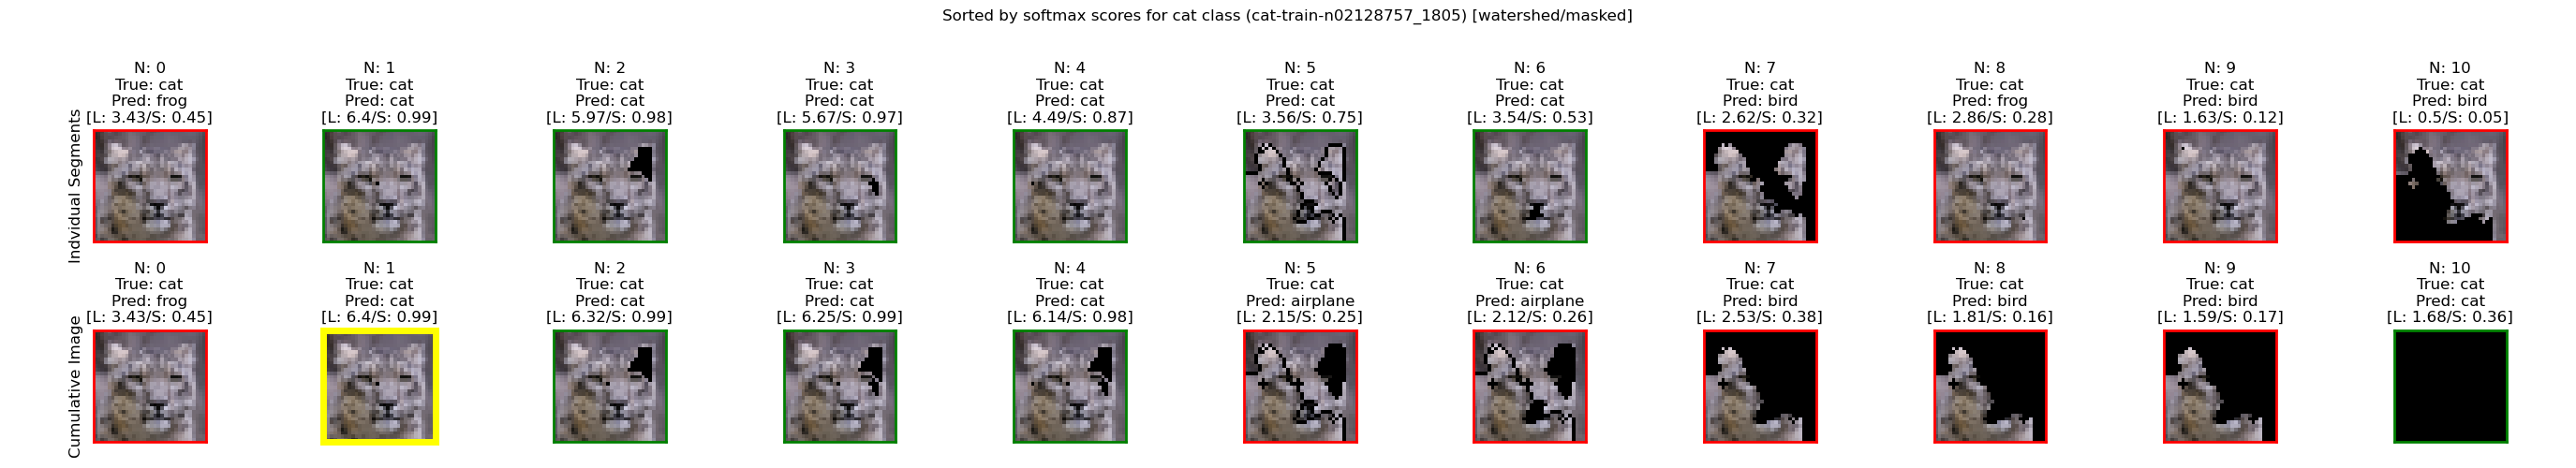 Sorted by softmax scores for cat class (cat-train-n02128757_1805) [watershed/masked]
Indvidual Segments
N: 0
True: cat
Pred: frog
[L: 3.43/S: 0.45]
N: 1
True: cat
Pred: cat
[L: 6.4/S: 0.99]
N: 2
True: cat
Pred: cat
[L: 5.97/S: 0.98]
N: 3
True: cat
Pred: cat
[L: 5.67/S: 0.97]
N: 4
True: cat
Pred: cat
[L: 4.49/S: 0.87]
N: 5
True: cat
Pred: cat
[L: 3.56/S: 0.75]
N: 6
True: cat
Pred: cat
[L: 3.54/S: 0.53]
N: 7
True: cat
Pred: bird
[L: 2.62/S: 0.32]
N: 8
True: cat
Pred: frog
[L: 2.86/S: 0.28]
N: 9
True: cat
Pred: bird
[L: 1.63/S: 0.12]
N: 10
True: cat
Pred: bird
[L: 0.5/S: 0.05]
Cumulative Image
N: 0
True: cat
Pred: frog
[L: 3.43/S: 0.45]
N: 1
True: cat
Pred: cat
[L: 6.4/S: 0.99]
N: 2
True: cat
Pred: cat
[L: 6.32/S: 0.99]
N: 3
True: cat
Pred: cat
[L: 6.25/S: 0.99]
N: 4
True: cat
Pred: cat
[L: 6.14/S: 0.98]
N: 5
True: cat
Pred: airplane
[L: 2.15/S: 0.25]
N: 6
True: cat
Pred: airplane
[L: 2.12/S: 0.26]
N: 7
True: cat
Pred: bird
[L: 2.53/S: 0.38]
N: 8
True: cat
Pred: bird
[L: 1.81/S: 0.16]
N: 9
True: cat
Pred: bird
[L: 1.59/S: 0.17]
N: 10
True: cat
Pred: cat
[L: 1.68/S: 0.36]